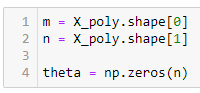 1 m = X_poly.shape[0]
2 n = X_poly.shape[1]
3
4 theta = np.zeros(n)